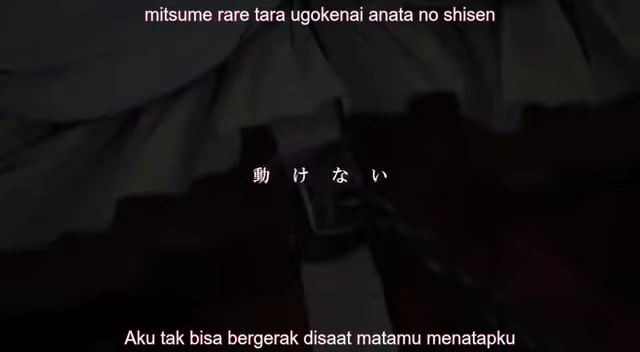 mitsume rare tara ugokenai anata no shisen
動けない
Aku tak bisa bergerak disaat matamu menatapku